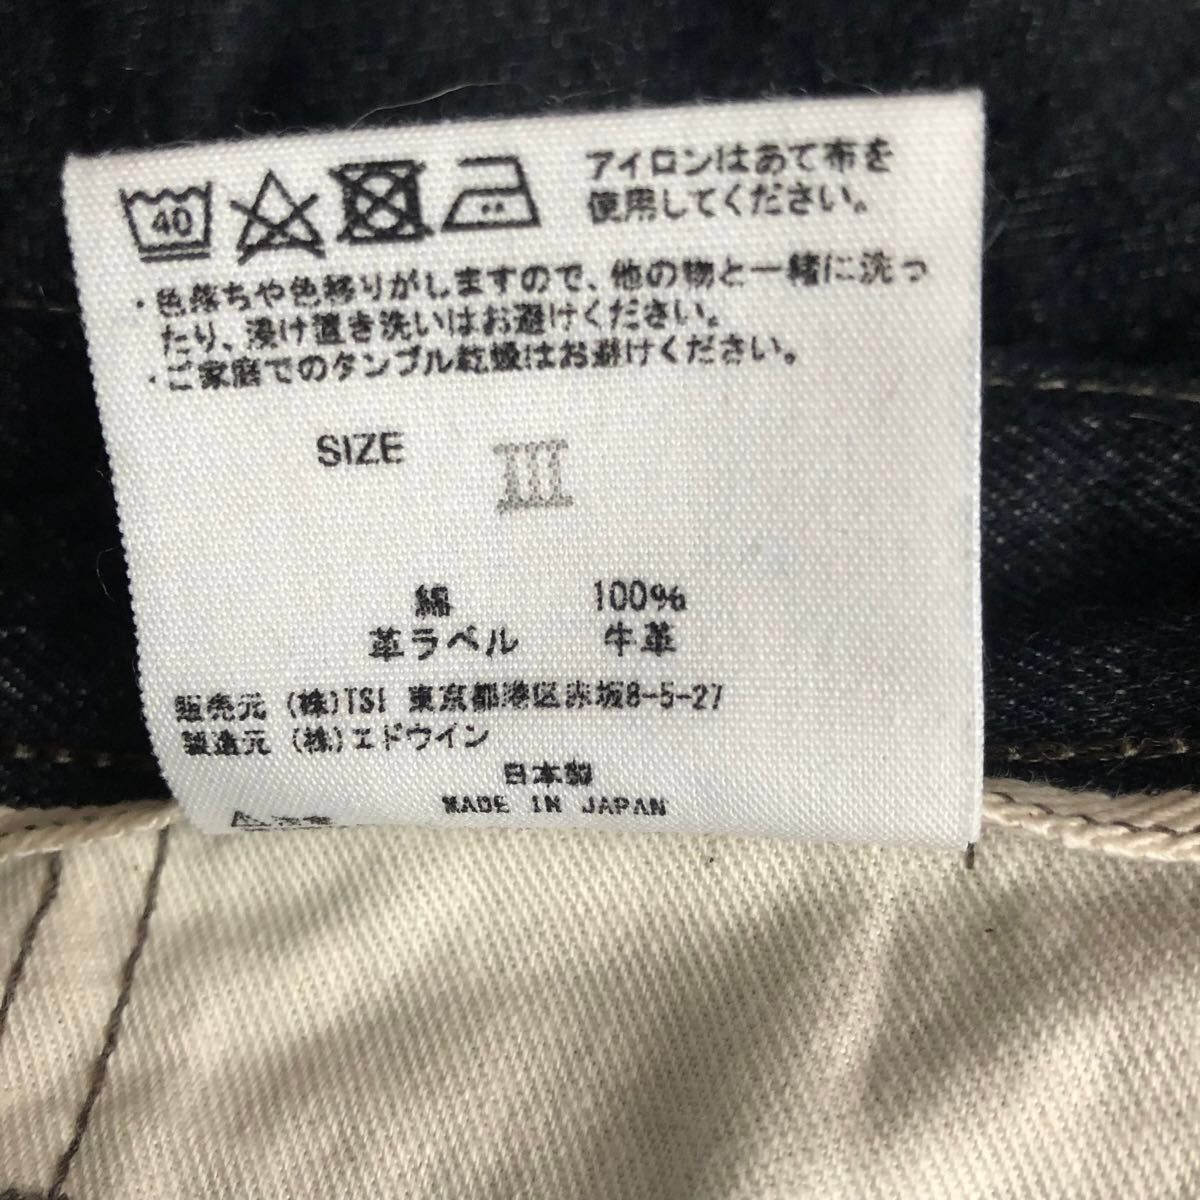 40
アイロンはあて布を
使用してください。
・色落ちや色移りがしますので、他の物と一緒に洗っ
たり、浸け置き洗いはお避けください。
・ご家庭でのタンブル乾燥はお避けください。
SIZE III
綿 100%
革ラベル 牛革
販売元 (株)TSI 東京都港区赤坂8-5-27
製造元 (株)エドウイン
日本製
MADE IN JAPAN